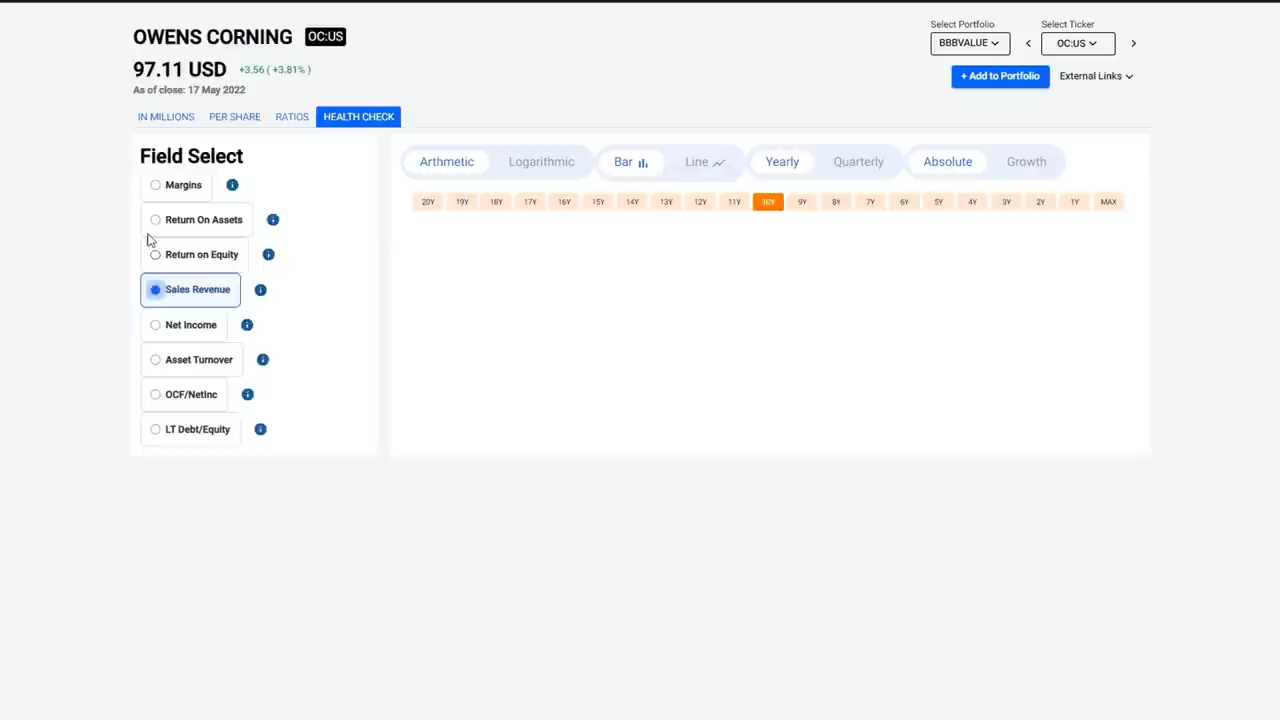 OWENS CORNING OC:US
97.11 USD +3.56 ( +3.81% )
As of close: 17 May 2022
Select Portfolio Select Ticker
BBBVALUE OC:US
+ Add to Portfolio External Links
IN MILLIONS PER SHARE RATIOS HEALTH CHECK
Field Select
Margins
Return On Assets
Return on Equity
Sales Revenue
Net Income
Asset Turnover
OCF/NetInc
LT Debt/Equity
Arithmetic Logarithmic Bar Line Yearly Quarterly Absolute Growth
20Y 19Y 18Y 17Y 16Y 15Y 14Y 13Y 12Y 11Y 10Y 9Y 8Y 7Y 6Y 5Y 4Y 3Y 2Y 1Y MAX